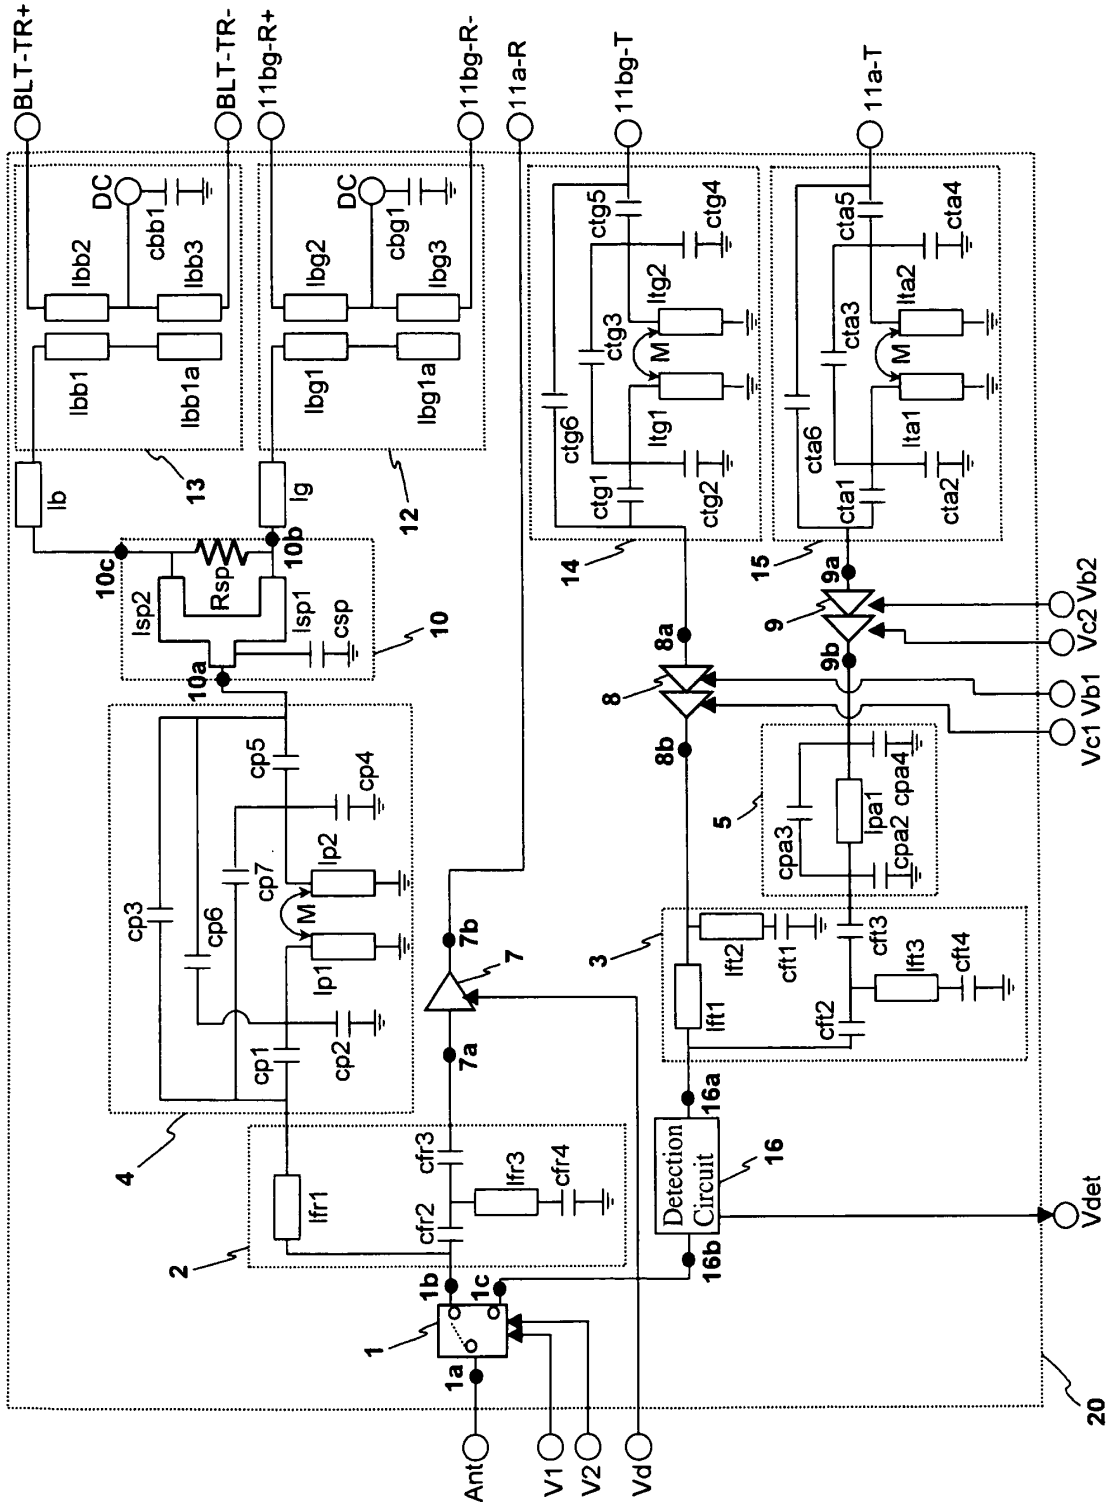 BLT-TR+
BLT-TR-
11bg-R+
11bg-R-
11a-R
11bg-T
11a-T
DC
cbb1
lbb2
lbb3
lbb1
lbb1a
13
DC
cbg1
lbg2
lbg3
lbg1
lbg1a
12
lb
lg
10c
10b
Rsp
lsp2
lsp1
csp
10
10a
cp3
cp6
cp7
cp5
cp4
lp2
M
lp1
cp1
cp2
4
7b
7
7a
lfr1
cfr3
cfr2
lfr3
cfr4
2
1b
1c
1
1a
Ant
V1
V2
Vd
ctg5
ctg4
ctg6
ctg3
ltg2
M
ltg1
ctg1
ctg2
14
cta5
cta4
cta6
cta3
lta2
M
lta1
cta1
cta2
15
8a
8
8b
9a
9
9b
Vc2 Vb2
Vc1 Vb1
5
cpa3
lpa1
cpa4
cpa2
3
lft1
lft2
cft1
cft3
cft2
lft3
cft4
16a
Detection
Circuit
16
16b
Vdet
20